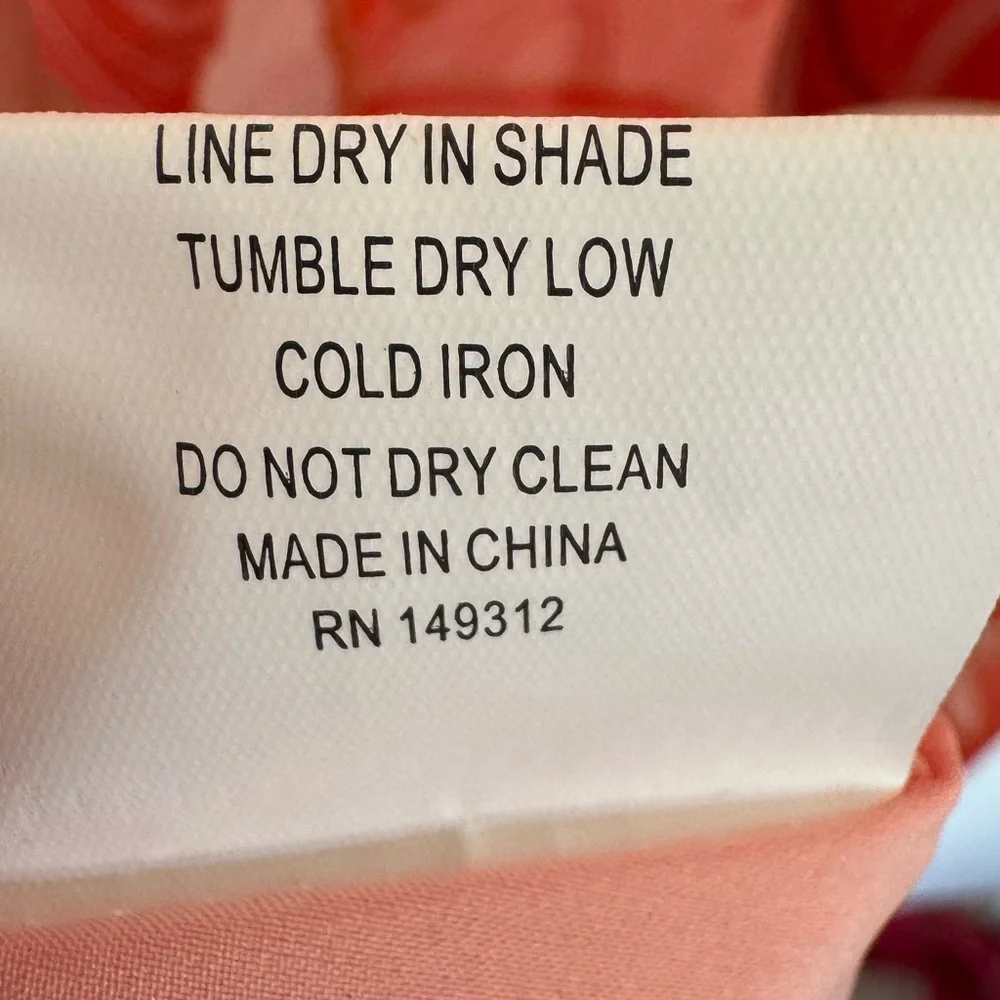 LINE DRY IN SHADE
TUMBLE DRY LOW
COLD IRON
DO NOT DRY CLEAN
MADE IN CHINA
RN 149312